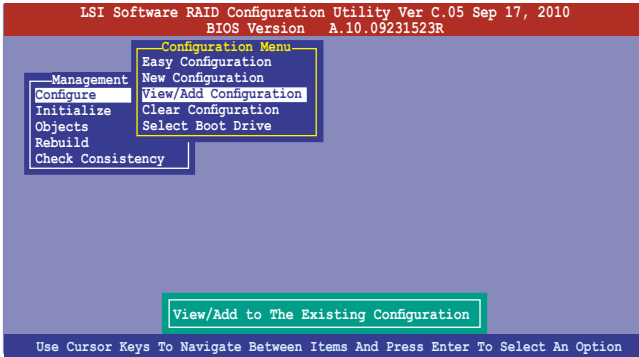 LSI Software RAID Configuration Utility Ver C.05 Sep 17, 2010
BIOS Version A.10.09231523R
Configuration Menu
Easy Configuration
New Configuration
View/Add Configuration
Clear Configuration
Select Boot Drive
Management
Configure
Initialize
Objects
Rebuild
Check Consistency
View/Add to The Existing Configuration
Use Cursor Keys To Navigate Between Items And Press Enter To Select An Option